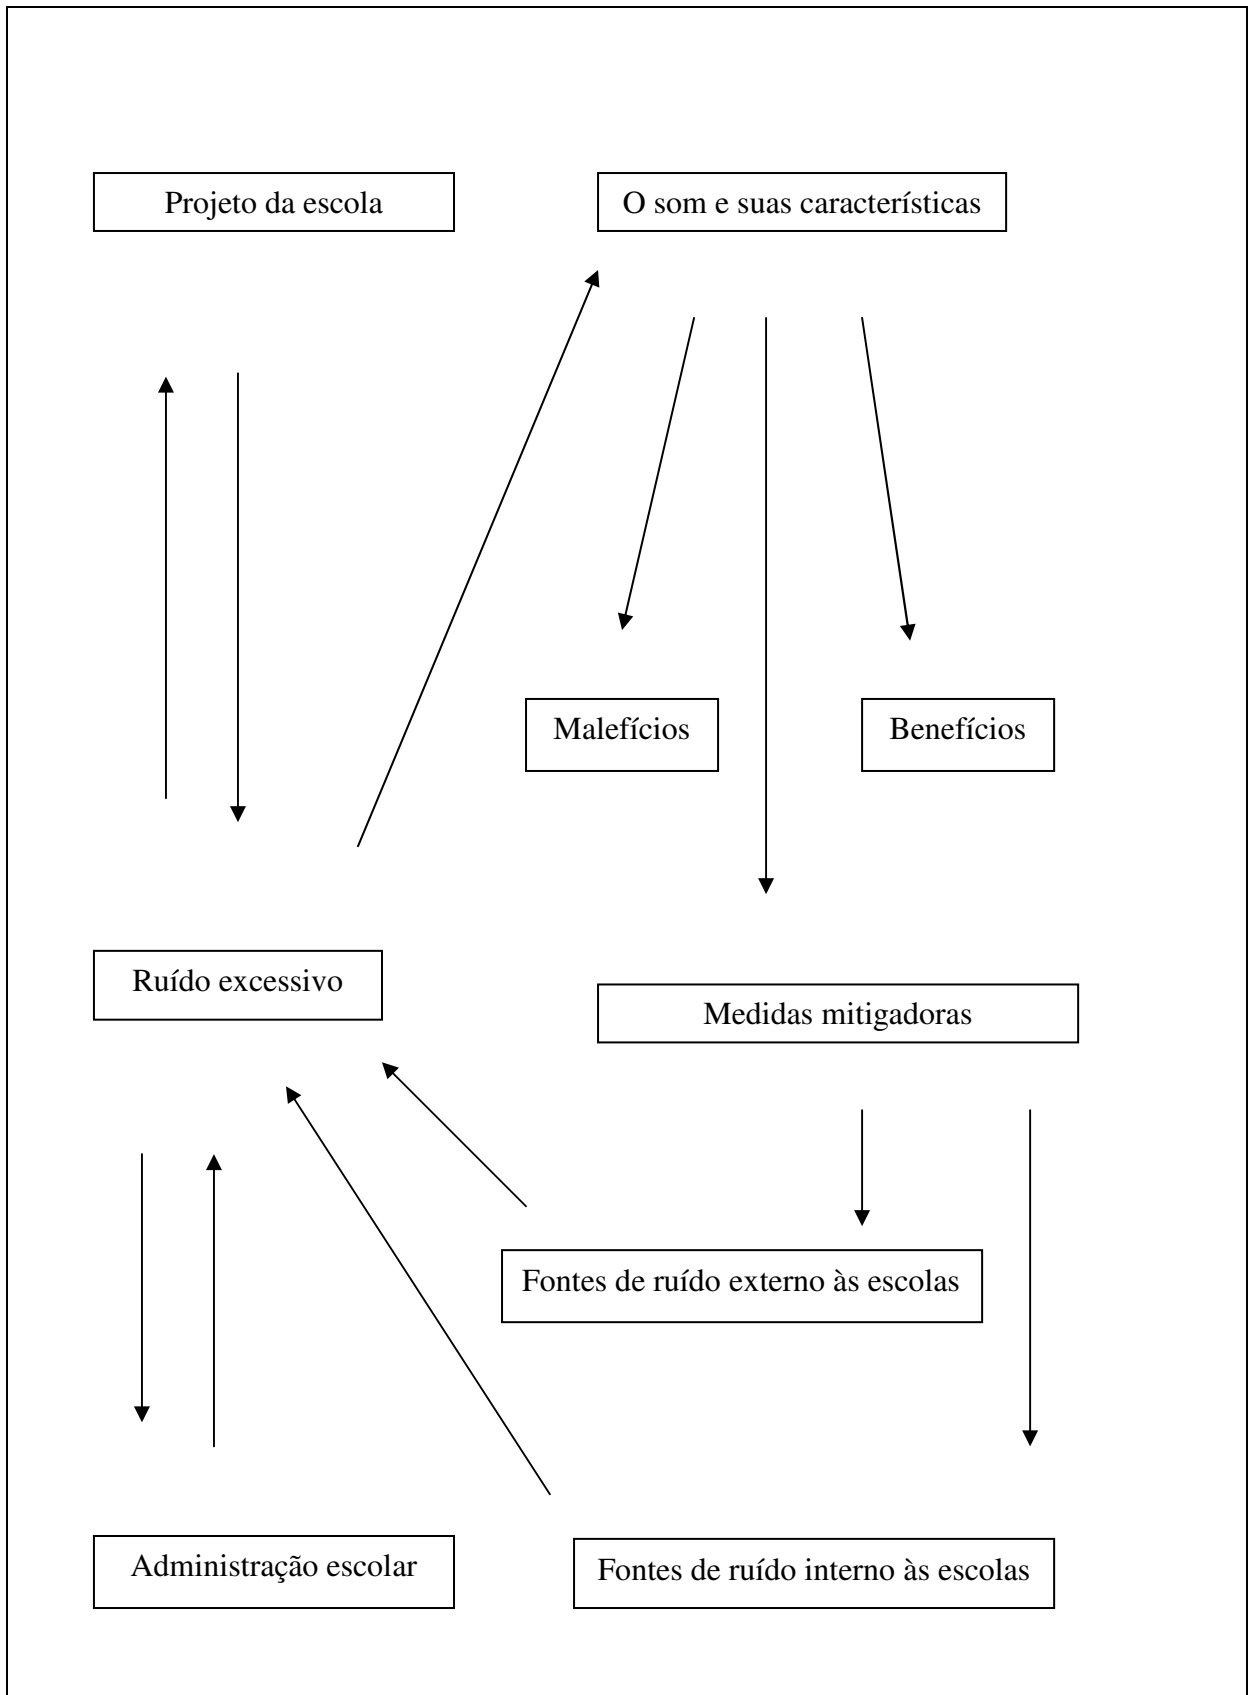 Projeto da escola
O som e suas características
Malefícios
Benefícios
Ruído excessivo
Medidas mitigadoras
Fontes de ruído externo às escolas
Administração escolar
Fontes de ruído interno às escolas